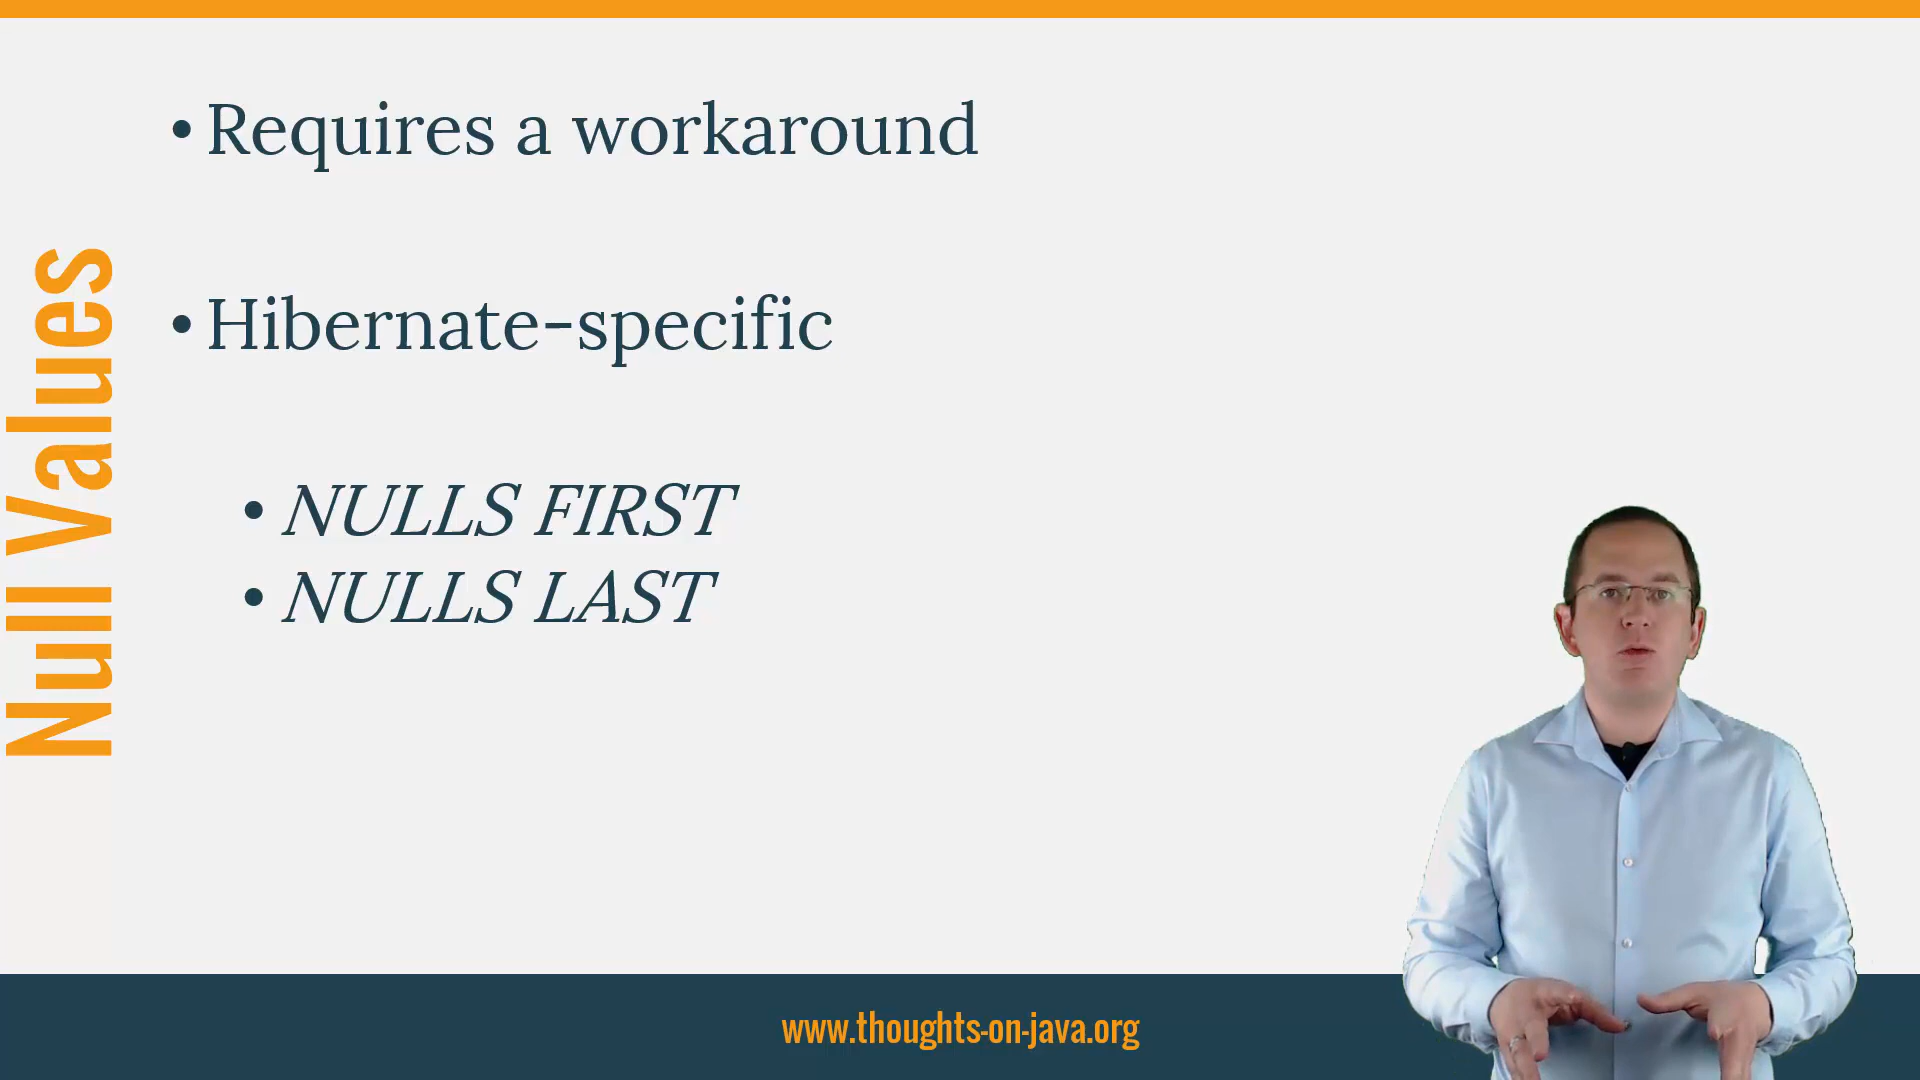 Null Values
• Requires a workaround
• Hibernate-specific
• NULLS FIRST
• NULLS LAST
www.thoughts-on-java.org